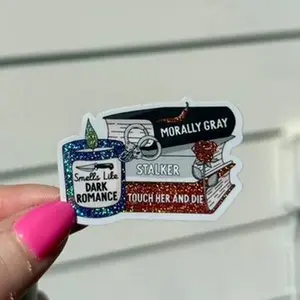 MORALLY GRAY
STALKER
TOUCH HER AND DIE
Smells Like
DARK
ROMANCE